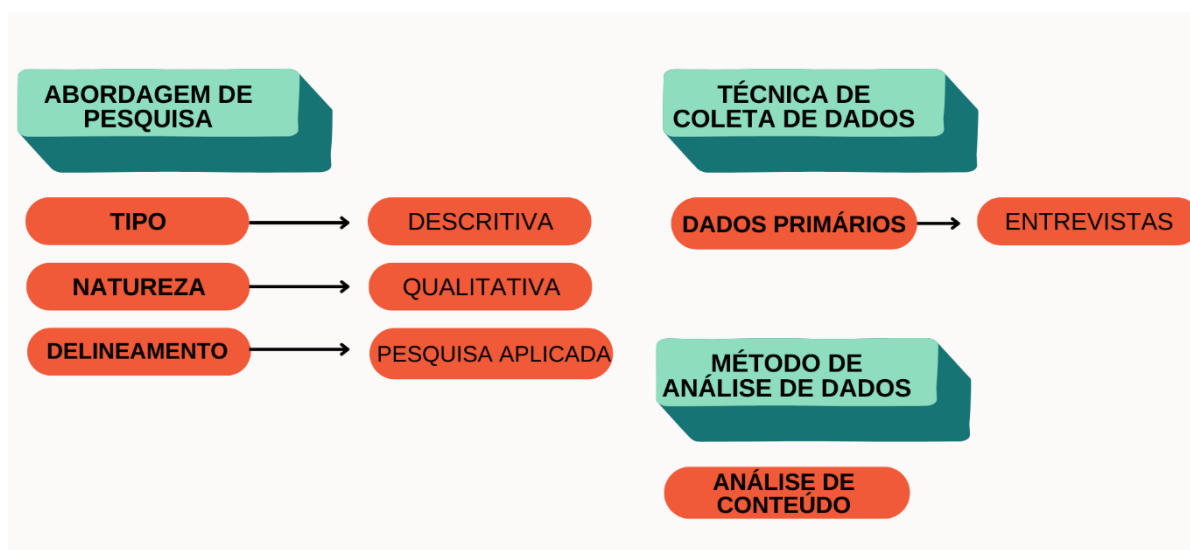 ABORDAGEM DE
PESQUISA
TIPO
DESCRITIVA
NATUREZA
QUALITATIVA
DELINEAMENTO
PESQUISA APLICADA
TÉCNICA DE
COLETA DE DADOS
DADOS PRIMÁRIOS
ENTREVISTAS
MÉTODO DE
ANÁLISE DE DADOS
ANÁLISE DE
CONTEÚDO